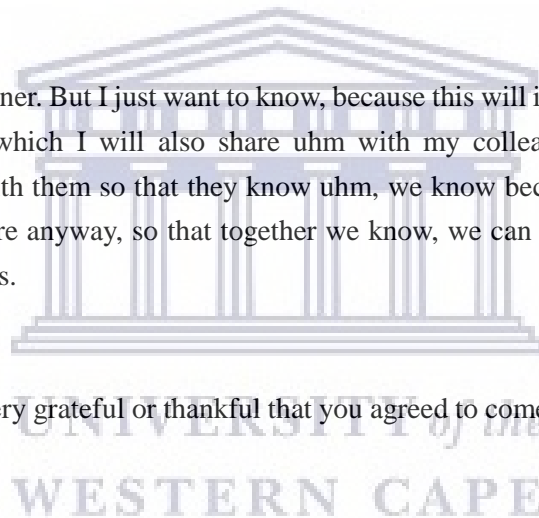 ner. But I just want to know, because this will i
which I will also share uhm with my collea
th them so that they know uhm, we know bec
re anyway, so that together we know, we can
s.
ery grateful or thankful that you agreed to come
UNIVERSITY of the
WESTERN CAPE